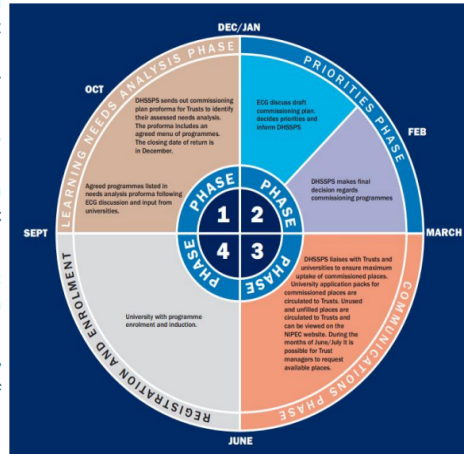 DEC/JAN
OCT
FEB
SEPT
MARCH
JUNE
LEARNING NEEDS ANALYSIS PHASE
DHSSPS sends out commissioning
plan proforma for Trusts to identify
their assessed needs analysis.
The proforma includes an
agreed menu of programmes.
The closing date of return is
in December.
Agreed programmes listed in
needs analysis proforma following
ECG discussion and input from
universities.
PRIORITIES PHASE
ECG discuss draft
commissioning plan,
decides priorities and
inform DHSSPS
DHSSPS makes final
decision regards
commissioning programmes
PHASE
1
PHASE
2
PHASE
4
PHASE
3
COMMUNICATIONS PHASE
DHSSPS liaises with Trusts and
universities to ensure maximum
uptake of commissioned places.
University application packs for
commissioned places are
circulated to Trusts. Unused
and unfilled places are
circulated to Trusts and
can be viewed on the
NIPEC website. During the
months of June/July it is
possible for Trust
managers to request
available places.
REGISTRATION AND ENROLMENT
University with programme
enrolment and induction.